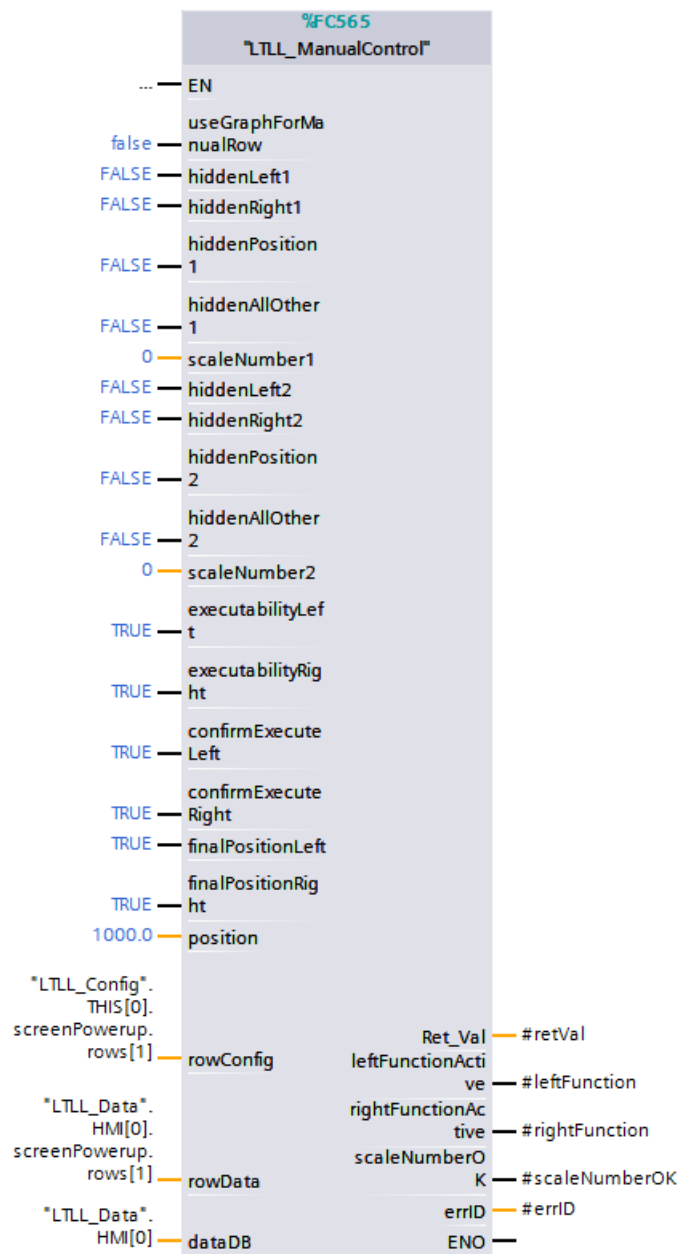 %FC565
"LTLL_ManualControl"
... EN
useGraphForMa
false nualRow
FALSE hiddenLeft1
FALSE hiddenRight1
hiddenPosition
FALSE 1
hiddenAllOther
FALSE 1
0 scaleNumber1
FALSE hiddenLeft2
FALSE hiddenRight2
hiddenPosition
FALSE 2
hiddenAllOther
FALSE 2
0 scaleNumber2
executabilityLef
TRUE t
executabilityRig
TRUE ht
confirmExecute
TRUE Left
confirmExecute
TRUE Right
TRUE finalPositionLeft
finalPositionRig
TRUE ht
1000.0 position
"LTLL_Config".
THIS[0].
screenPowerup.
rows[1] rowConfig
Ret_Val #retVal
leftFunctionActi
ve #leftFunction
"LTLL_Data".
HMI[0].
screenPowerup.
rows[1] rowData
rightFunctionAc
tive #rightFunction
scaleNumberO
K #scaleNumberOK
errID #errID
"LTLL_Data".
HMI[0] dataDB
ENO